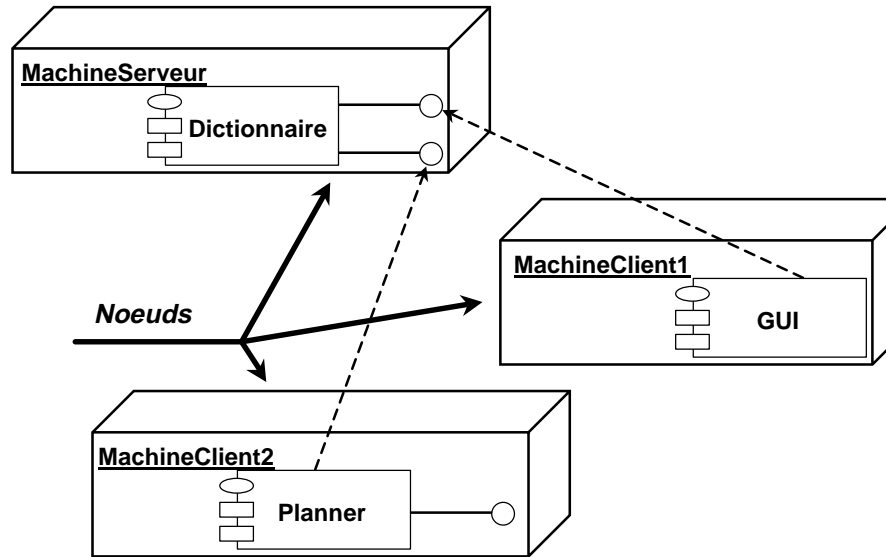 MachineServeur
Dictionnaire
MachineClient1
GUI
Noeuds
MachineClient2
Planner